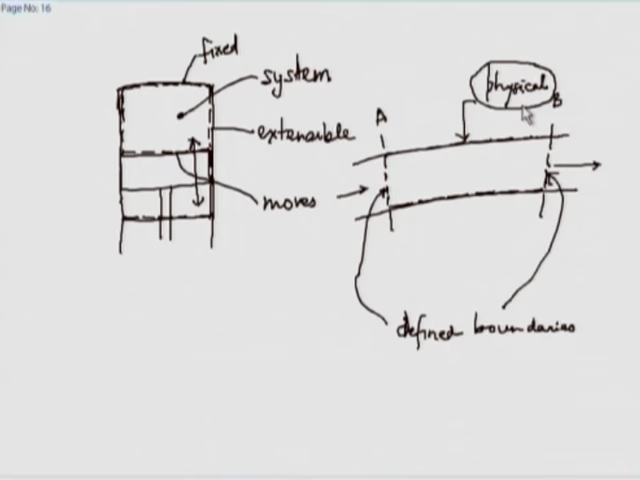 Page No: 16
fixed
system
extensible
moves
physical
A
B
defined boundaries